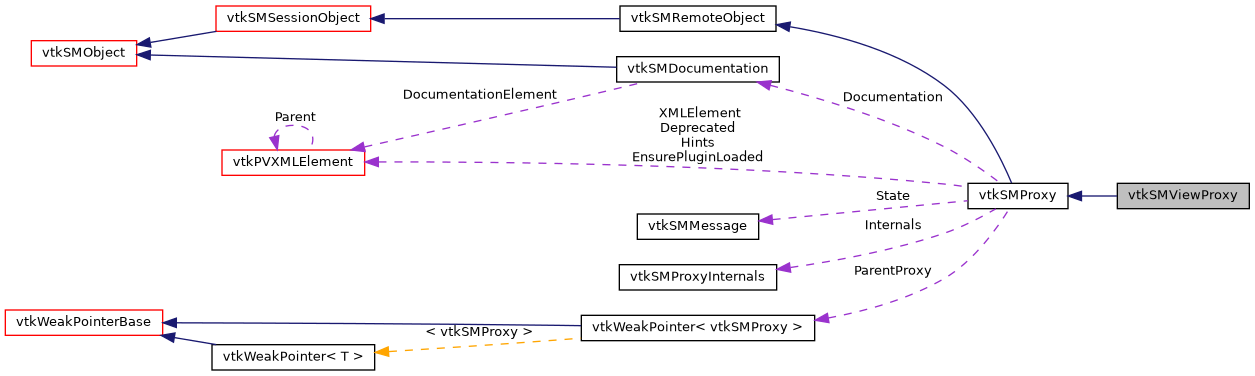 vtkSMSessionObject
vtkSMRemoteObject
vtkSMObject
vtkSMDocumentation
DocumentationElement
Documentation
Parent
XMLElement
Deprecated
Hints
EnsurePluginLoaded
vtkPVXMLElement
vtkSMProxy
vtkSMViewProxy
State
vtkSMMessage
Internals
vtkSMProxyInternals
ParentProxy
vtkWeakPointerBase
vtkWeakPointer< vtkSMProxy >
< vtkSMProxy >
vtkWeakPointer< T >